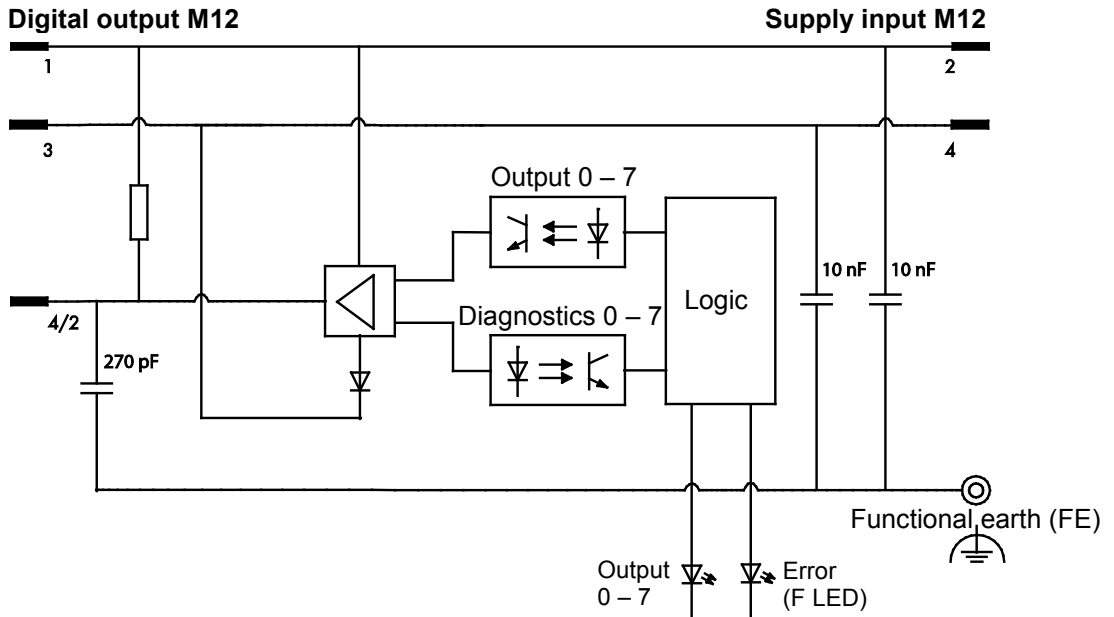 Digital output M12
Supply input M12
1
2
3
4
Output 0 – 7
10 nF
10 nF
Logic
4/2
Diagnostics 0 – 7
270 pF
Functional earth (FE)
Output
0 – 7
Error
(F LED)